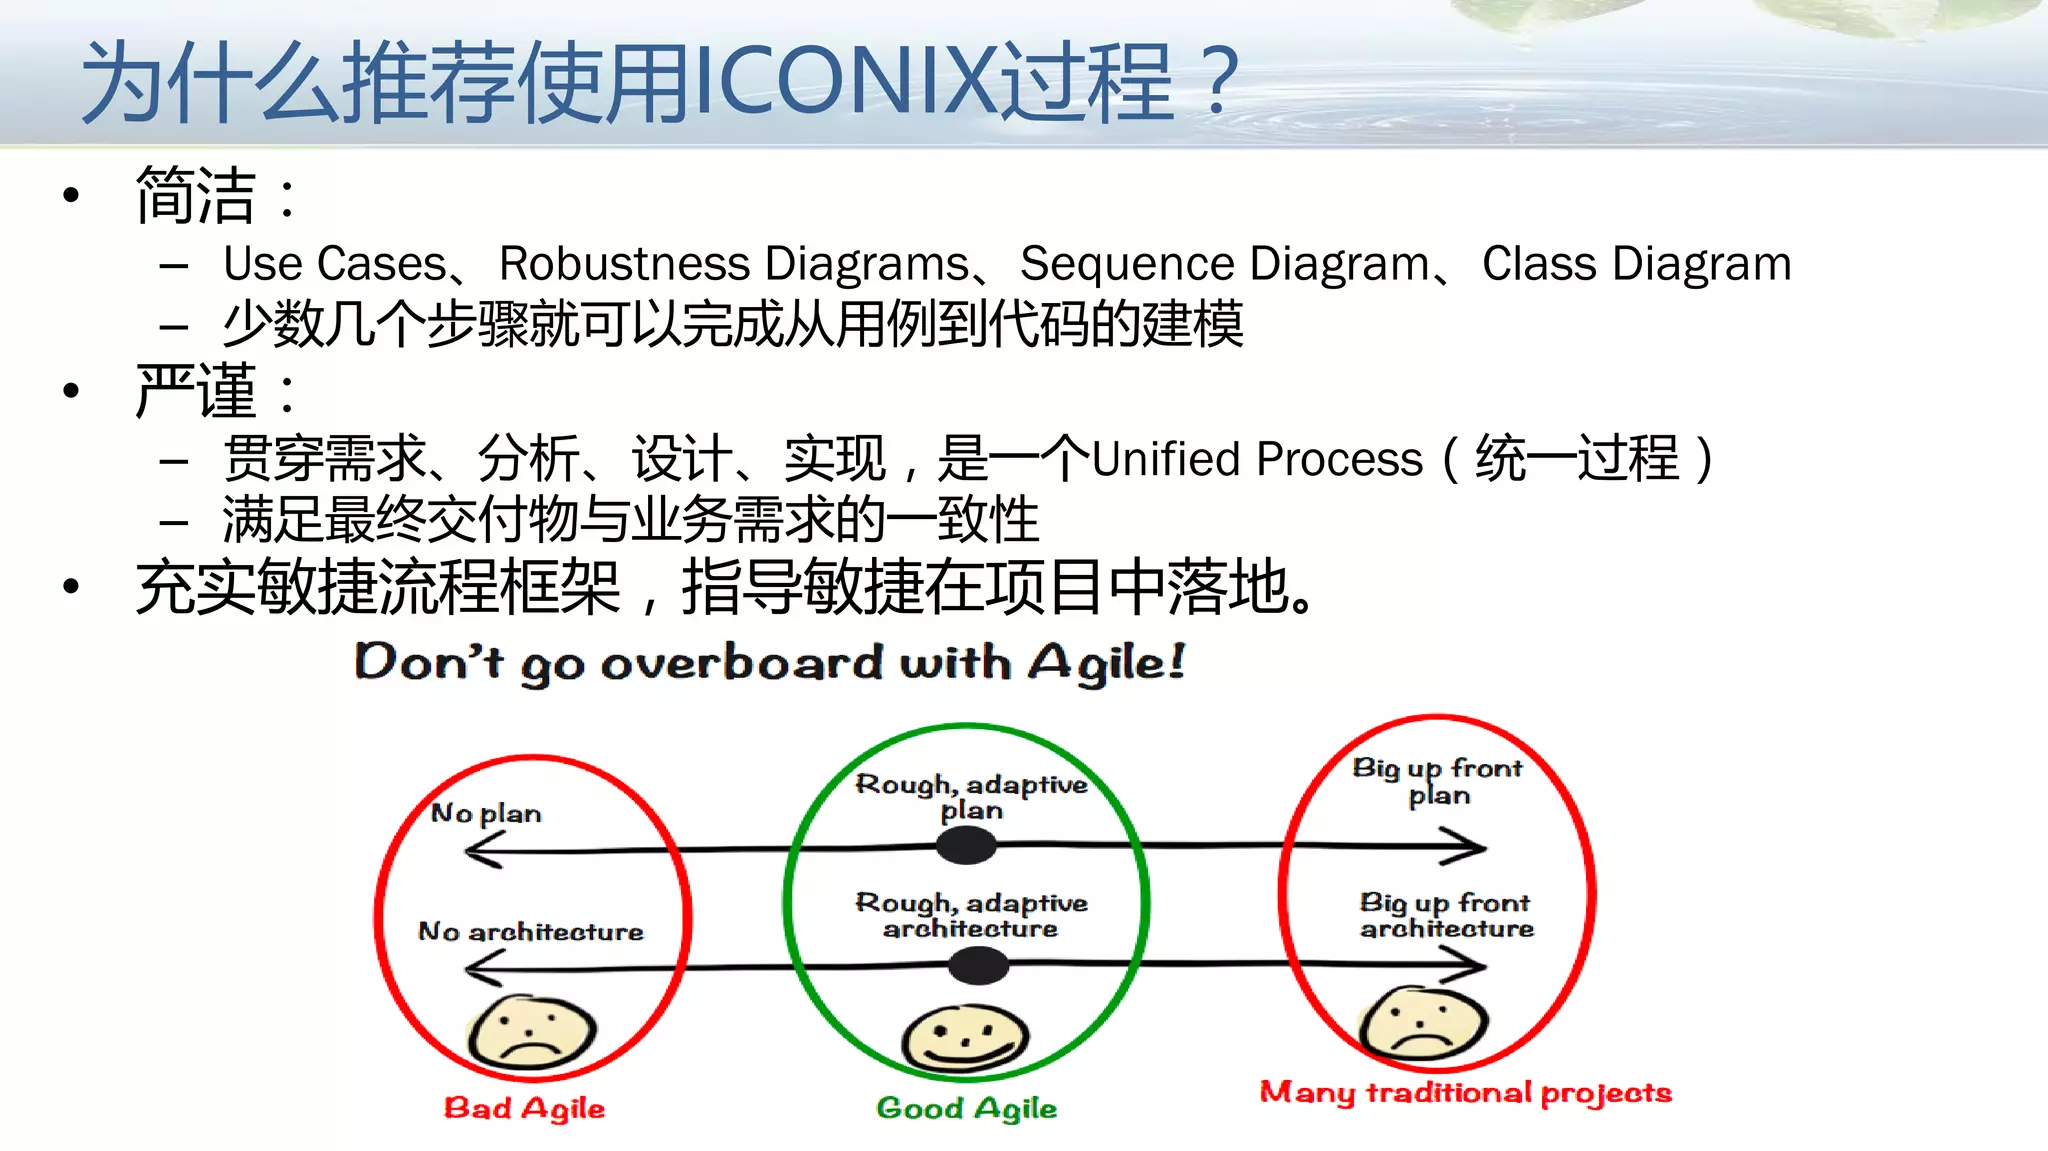 为什么推荐使用ICONIX过程？
• 简洁：
– Use Cases、Robustness Diagrams、Sequence Diagram、Class Diagram
– 少数几个步骤就可以完成从用例到代码的建模
• 严谨：
– 贯穿需求、分析、设计、实现，是一个Unified Process（统一过程）
– 满足最终交付物与业务需求的一致性
• 充实敏捷流程框架，指导敏捷在项目中落地。
Don't go overboard with Agile!
No plan
No architecture
Bad Agile
Rough, adaptive
plan
Rough, adaptive
architecture
Good Agile
Big up front
plan
Big up front
architecture
Many traditional projects